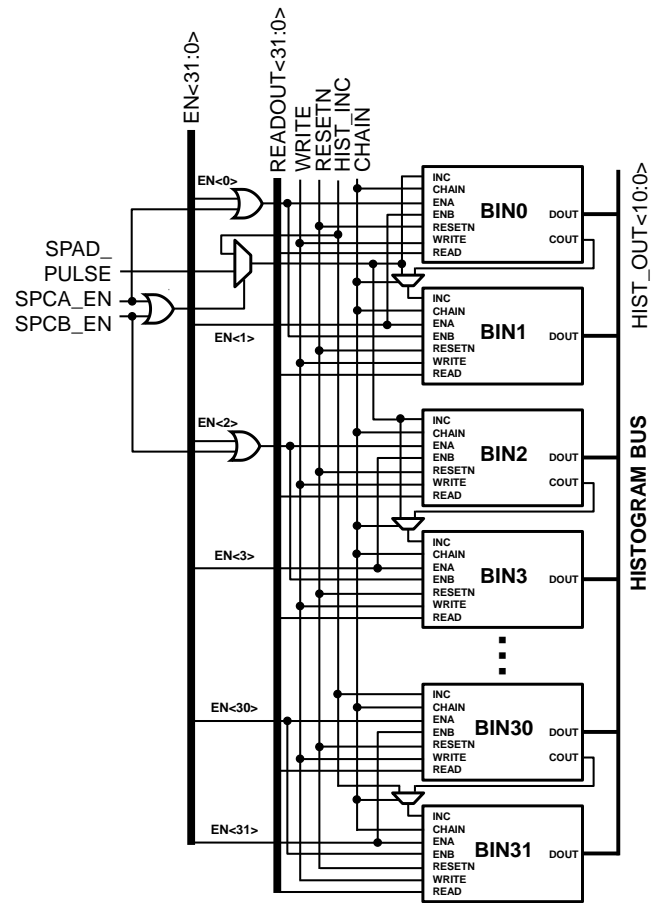 EN<31:0>
READOUT<31:0>
WRITE
RESETN
HIST_INC
CHAIN
EN<0>
SPAD_
PULSE
SPCA_EN
SPCB_EN
EN<1>
EN<2>
EN<3>
EN<30>
EN<31>
INC
CHAIN
ENA
ENB
RESETN
WRITE
READ
BIN0
DOUT
COUT
INC
CHAIN
ENA
ENB
RESETN
WRITE
READ
BIN1
DOUT
INC
CHAIN
ENA
ENB
RESETN
WRITE
READ
BIN2
DOUT
COUT
INC
CHAIN
ENA
ENB
RESETN
WRITE
READ
BIN3
DOUT
INC
CHAIN
ENA
ENB
RESETN
WRITE
READ
BIN30
DOUT
COUT
INC
CHAIN
ENA
ENB
RESETN
WRITE
READ
BIN31
DOUT
HIST_OUT<10:0>
HISTOGRAM BUS